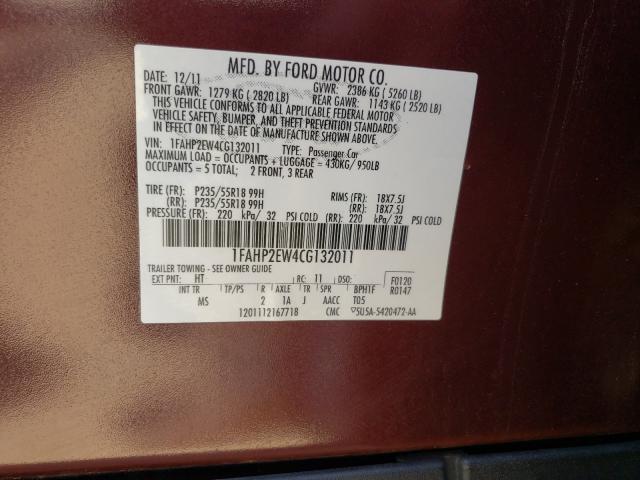 MFD. BY FORD MOTOR CO.
DATE: 12/11 GVWR: 2386 KG ( 5260 LB)
FRONT GAWR: 1279 KG ( 2820 LB) REAR GAWR: 1143 KG ( 2520 LB)
THIS VEHICLE CONFORMS TO ALL APPLICABLE FEDERAL MOTOR
VEHICLE SAFETY, BUMPER, AND THEFT PREVENTION STANDARDS
IN EFFECT ON THE DATE OF MANUFACTURE SHOWN ABOVE.
VIN: 1FAHP2EW4CG132011 TYPE: Passenger Car
MAXIMUM LOAD = OCCUPANTS + LUGGAGE = 430KG/ 950LB
OCCUPANTS = 5 TOTAL; 2 FRONT, 3 REAR
TIRE (FR): P235/55R18 99H RIMS (FR): 18X7.5J
(RR): P235/55R18 99H (RR): 18X7.5J
PRESSURE (FR): 220 kPa/ 32 PSI COLD (RR): 220 kPa/ 32 PSI COLD
1FAHP2EW4CG132011
TRAILER TOWING - SEE OWNER GUIDE
EXT PNT: HT RC: 11 DSO: F0120
INT TR TP/PS R AXLE TR SPR BPH1F R0147
MS 2 1A J AACC T05
1201112167718 CMC 5U5A-5420472-AA